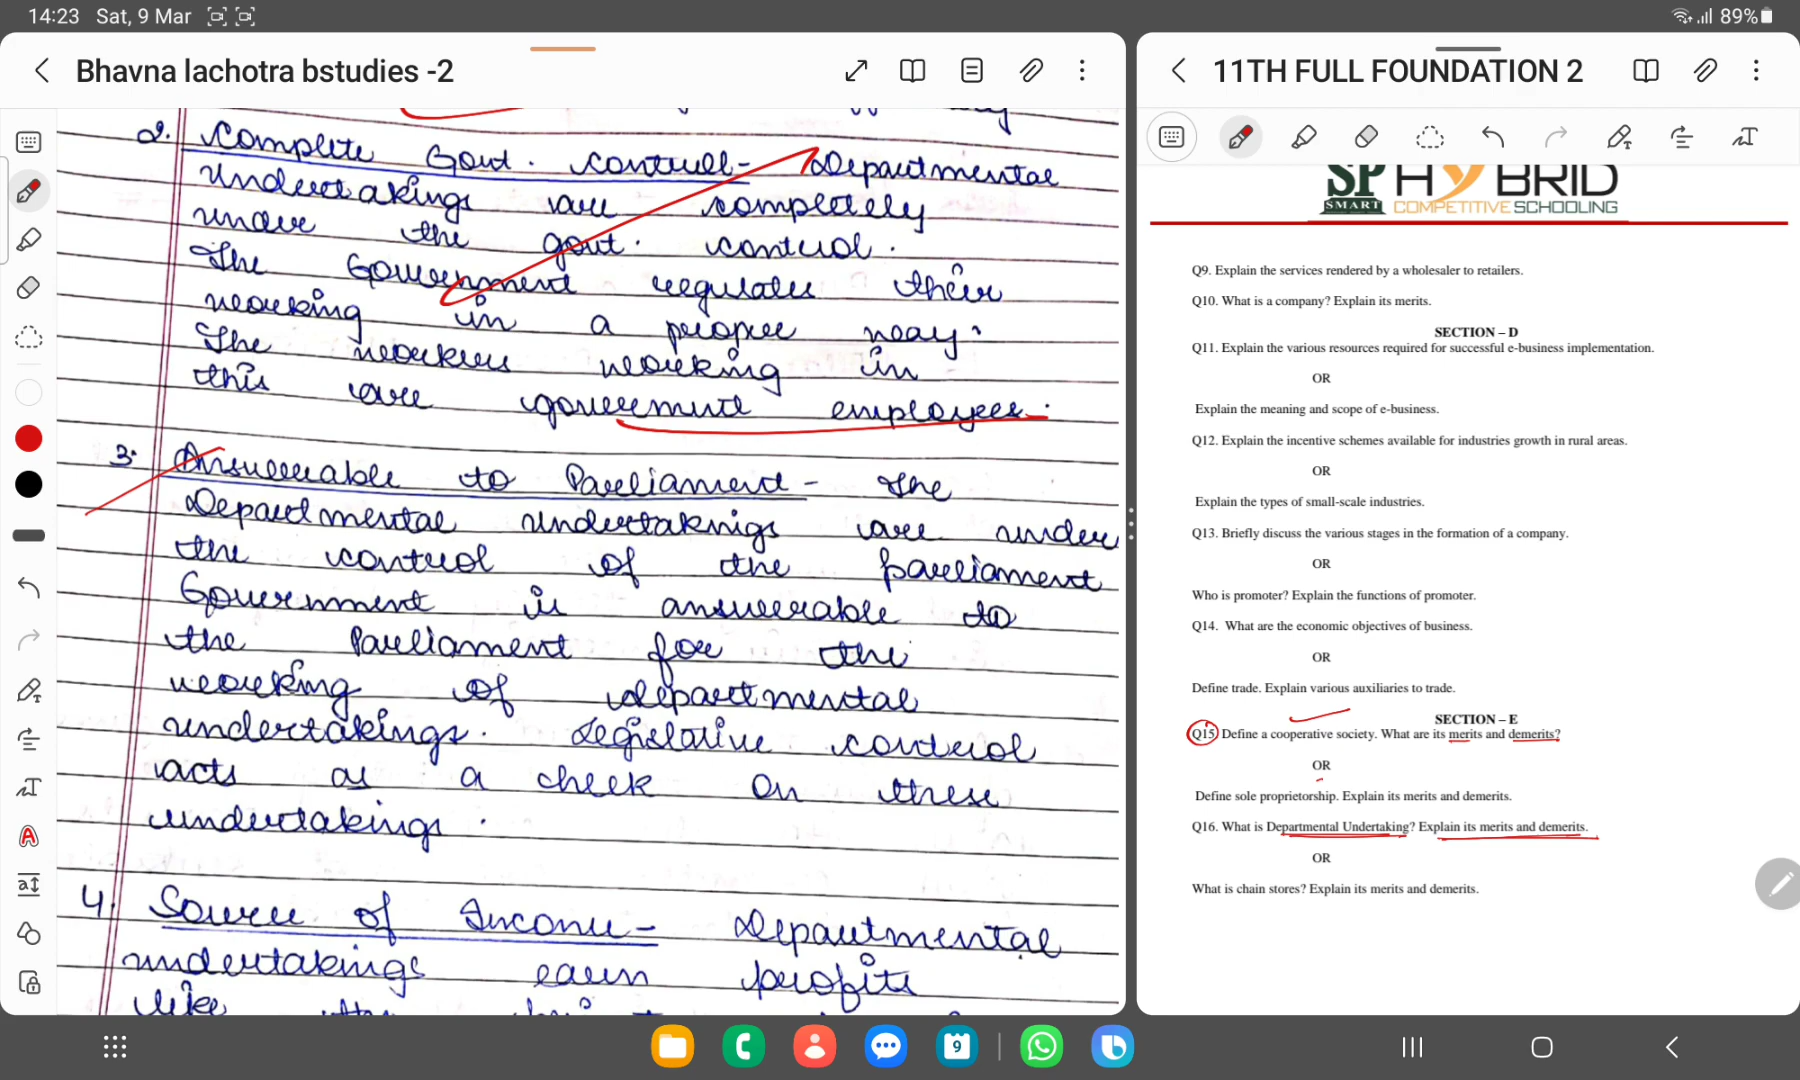 14:23 Sat, 9 Mar
89%
Bhavna lachotra bstudies -2
2. Complete Govt. controll- Departmental
undertakings are completely
under the govt. control.
The Government regulates their
working in a proper way.
The workers working in
this are government employees.
3. Answerable to Parliament - The
Departmental undertaknigs are under
the control of the parliament
Government is answerable to
the Parliament for the
working of departmental
undertakings. Legislative control
acts as a check on these
undertakings.
4. Source of Income - Departmental
undertakings earn profits
like the
11TH FULL FOUNDATION 2
SP HYBRID
SMART COMPETITIVE SCHOOLING
Q9. Explain the services rendered by a wholesaler to retailers.
Q10. What is a company? Explain its merits.
SECTION – D
Q11. Explain the various resources required for successful e-business implementation.
OR
Explain the meaning and scope of e-business.
Q12. Explain the incentive schemes available for industries growth in rural areas.
OR
Explain the types of small-scale industries.
Q13. Briefly discuss the various stages in the formation of a company.
OR
Who is promoter? Explain the functions of promoter.
Q14. What are the economic objectives of business.
OR
Define trade. Explain various auxiliaries to trade.
SECTION – E
Q15 Define a cooperative society. What are its merits and demerits?
OR
Define sole proprietorship. Explain its merits and demerits.
Q16. What is Departmental Undertaking? Explain its merits and demerits.
OR
What is chain stores? Explain its merits and demerits.
9